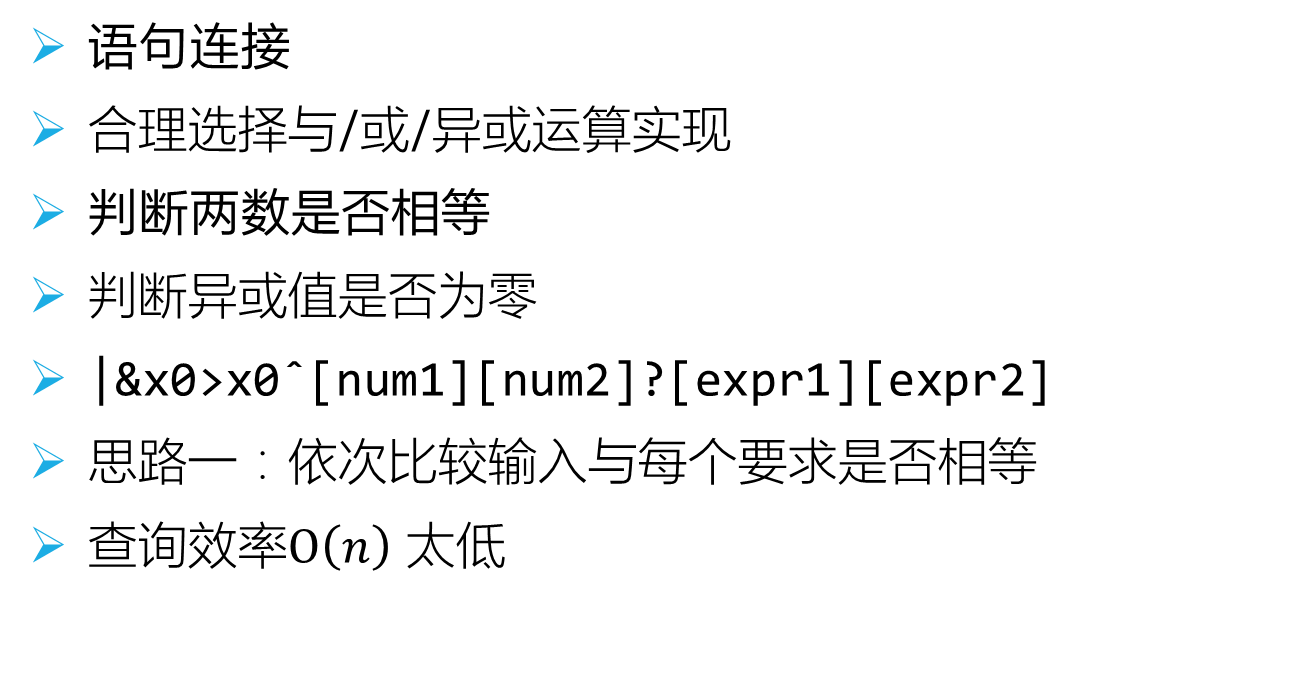 语句连接
合理选择与/或/异或运算实现
判断两数是否相等
判断异或值是否为零
|&x0>x0^[num1][num2]?[expr1][expr2]
思路一：依次比较输入与每个要求是否相等
查询效率O(n) 太低